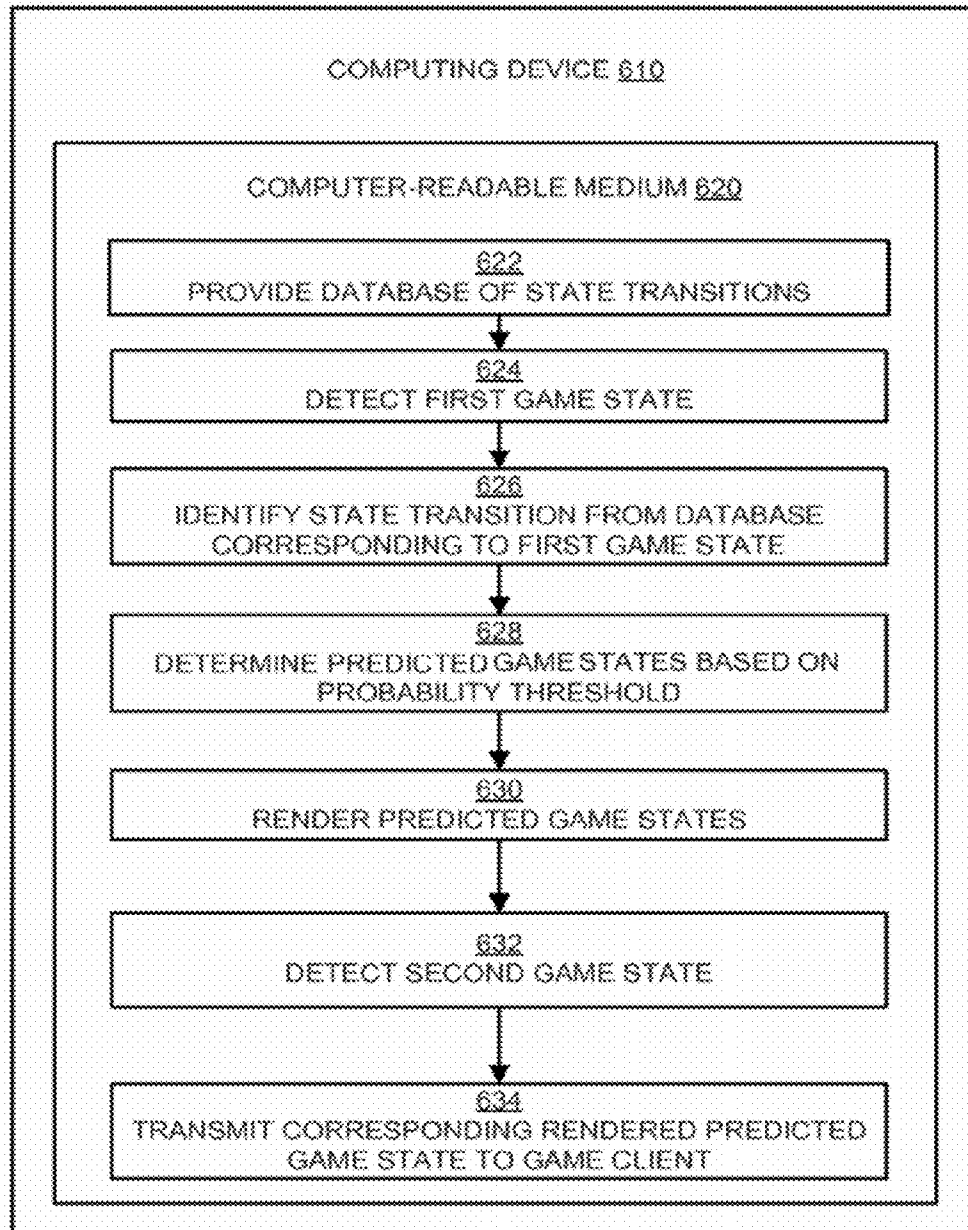 COMPUTING DEVICE 610
COMPUTER-READABLE MEDIUM 620
622
PROVIDE DATABASE OF STATE TRANSITIONS
624
DETECT FIRST GAME STATE
626
IDENTIFY STATE TRANSITION FROM DATABASE
CORRESPONDING TO FIRST GAME STATE
628
DETERMINE PREDICTED GAME STATES BASED ON
PROBABILITY THRESHOLD
630
RENDER PREDICTED GAME STATES
632
DETECT SECOND GAME STATE
634
TRANSMIT CORRESPONDING RENDERED PREDICTED
GAME STATE TO GAME CLIENT